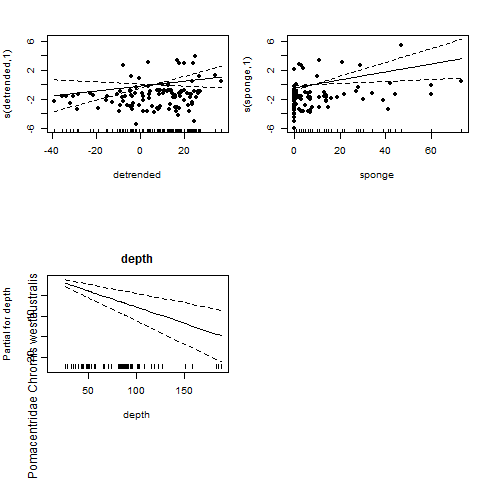 s(detrended,1)
-6 -2 2 6
-40 -20 0 20
detrended
s(sponge,1)
-6 -2 2 6
0 20 40 60
sponge
depth
Partial for depth
50 100 150
depth
Pomacentridae Chromis westaustralis